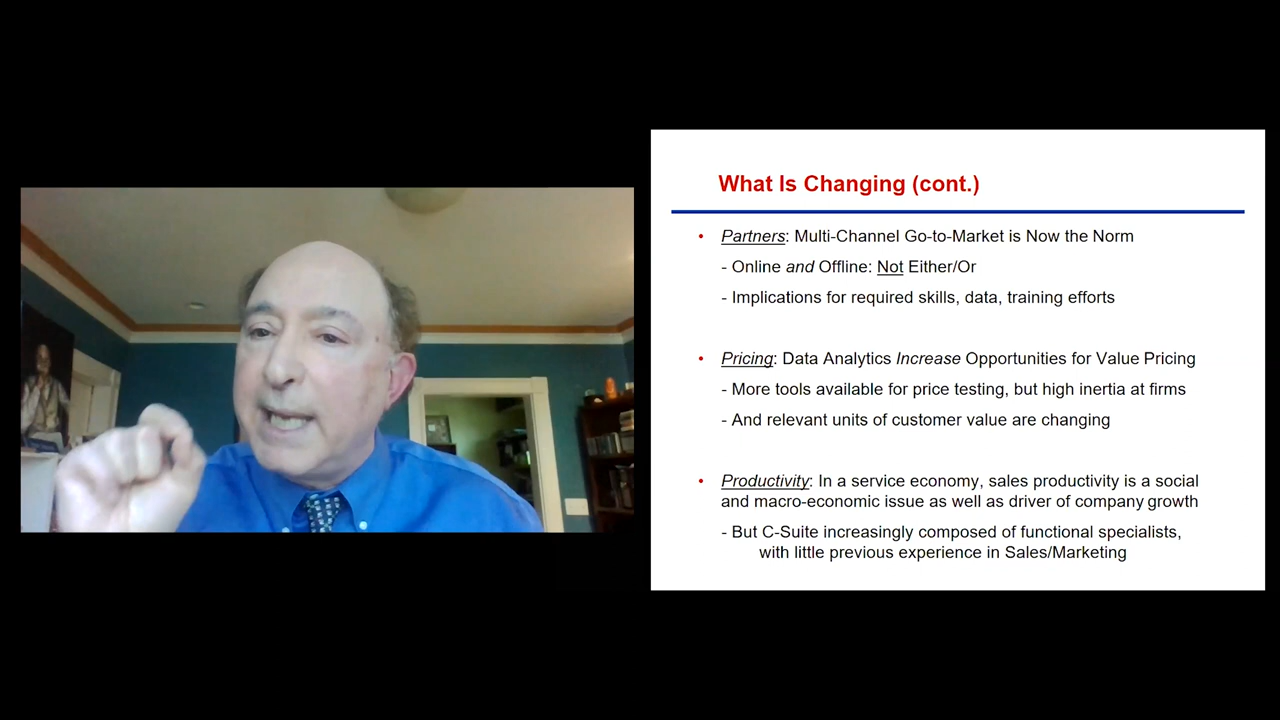 What Is Changing (cont.)
• Partners: Multi-Channel Go-to-Market is Now the Norm
- Online and Offline: Not Either/Or
- Implications for required skills, data, training efforts
• Pricing: Data Analytics Increase Opportunities for Value Pricing
- More tools available for price testing, but high inertia at firms
- And relevant units of customer value are changing
• Productivity: In a service economy, sales productivity is a social
and macro-economic issue as well as driver of company growth
- But C-Suite increasingly composed of functional specialists,
with little previous experience in Sales/Marketing